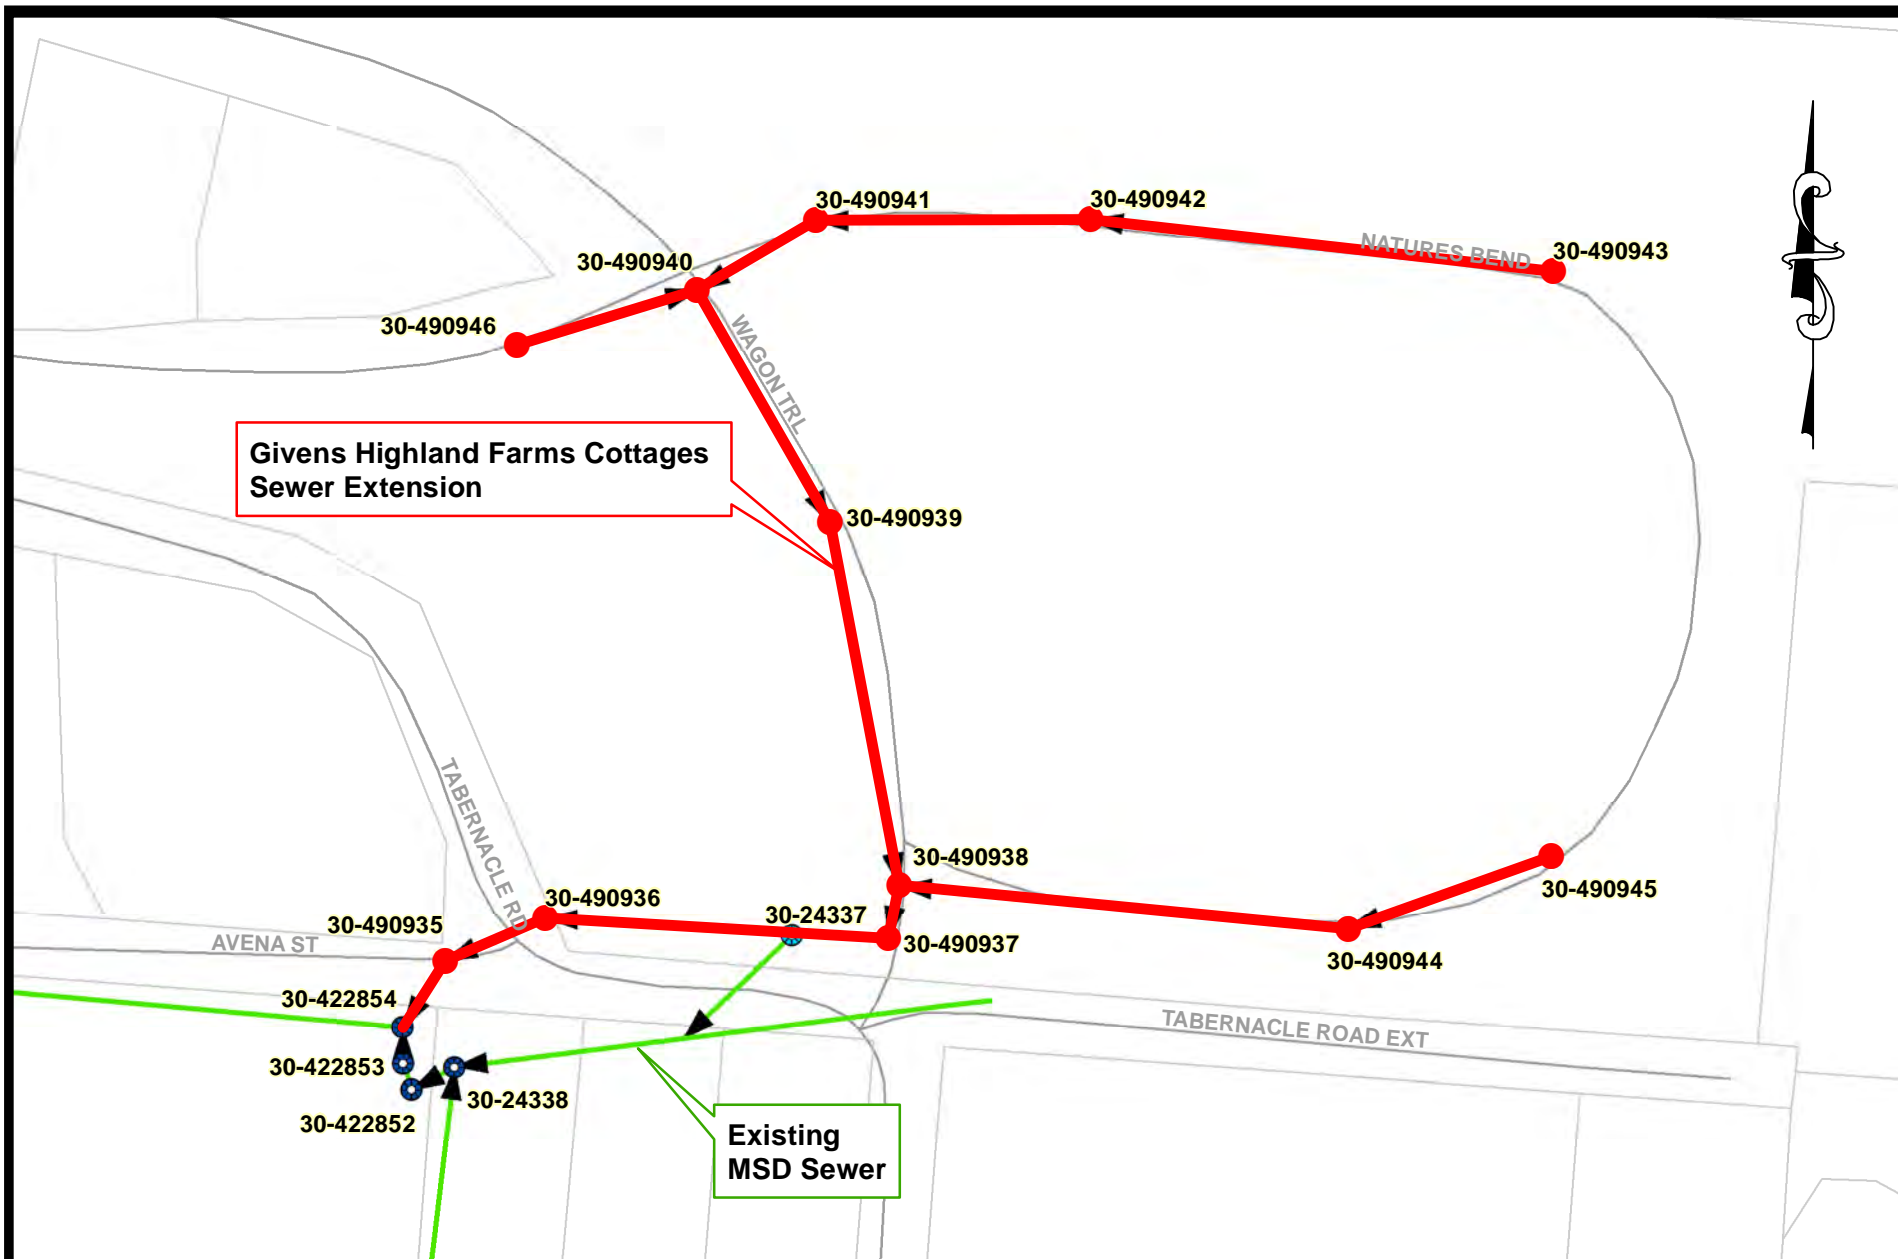 30-490941
30-490942
NATURES BEND
30-490943
30-490940
30-490946
WAGON TRL
Givens Highland Farms Cottages
Sewer Extension
30-490939
TABERNACLE RD
30-490938
30-490945
30-490936
30-24337
30-490935
AVENA ST
30-490937
30-490944
30-422854
TABERNACLE ROAD EXT
30-422853
30-24338
30-422852
Existing
MSD Sewer